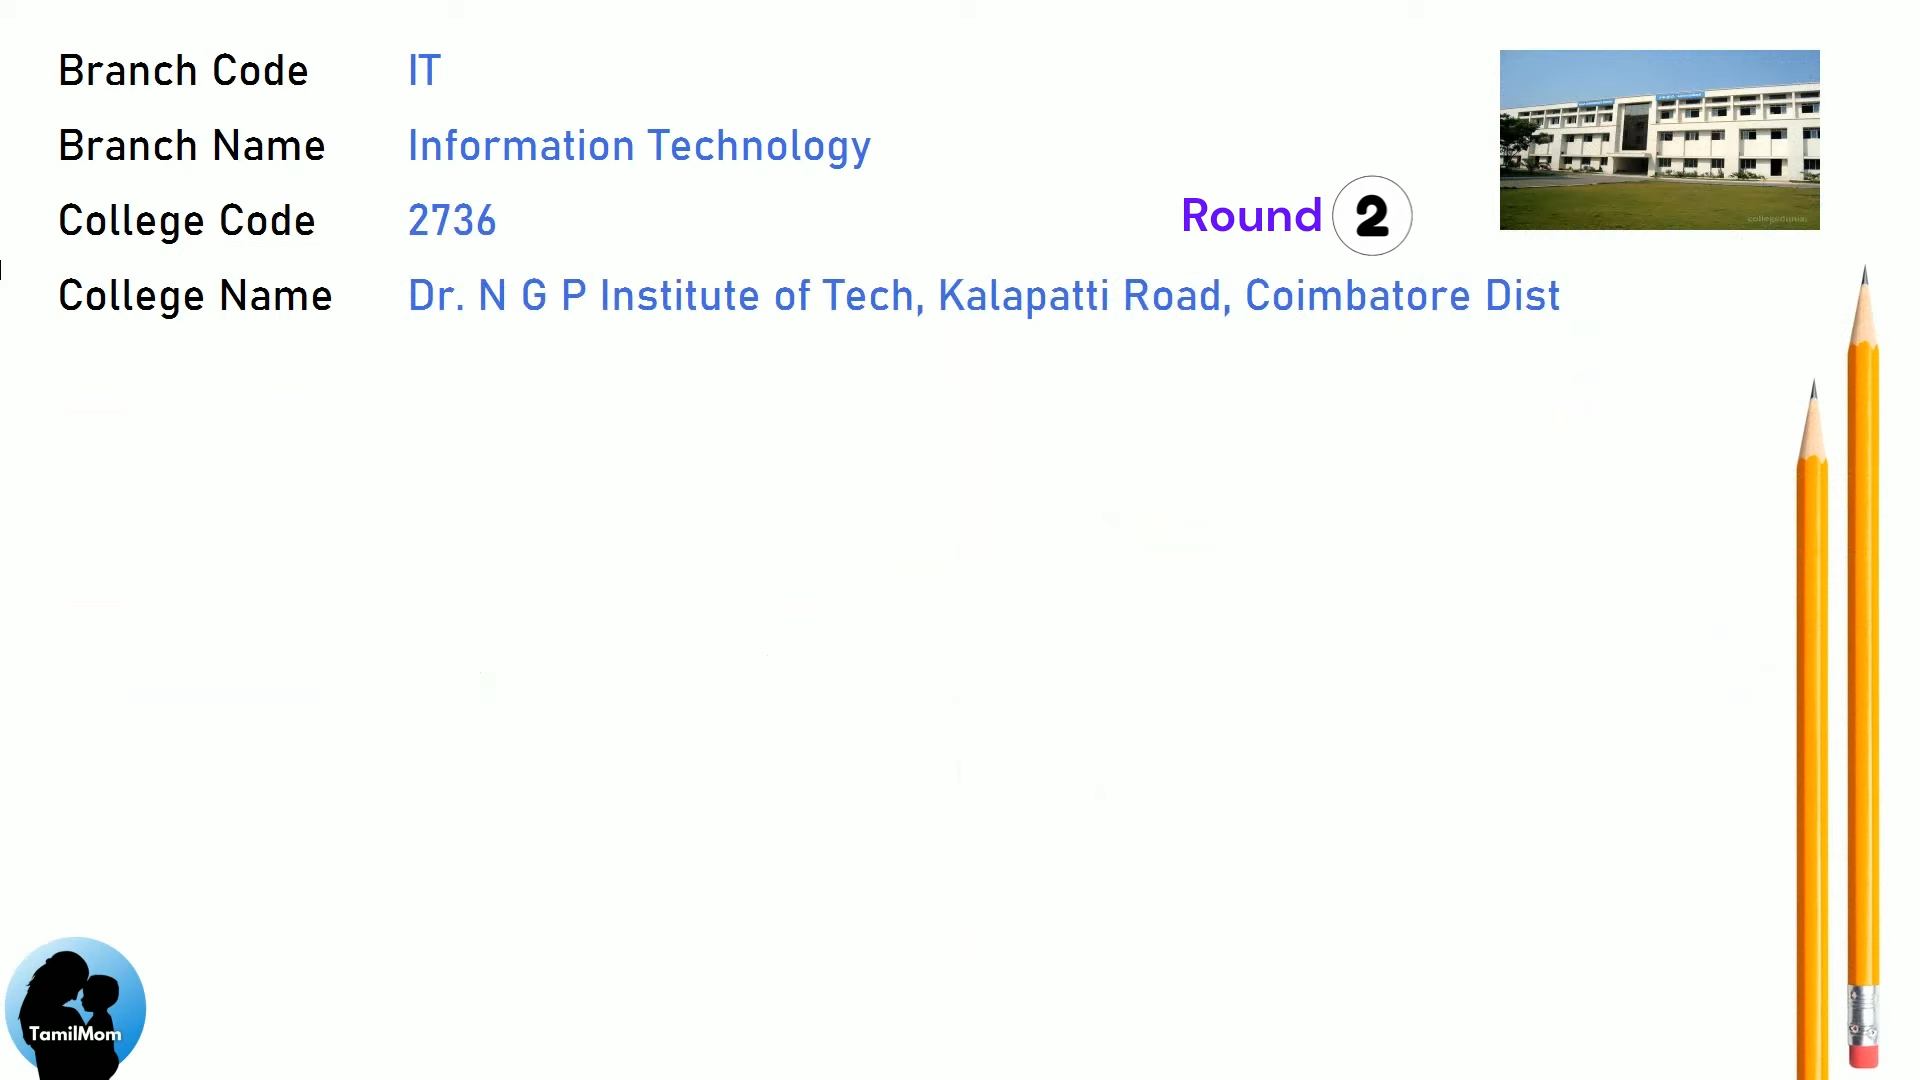 Branch Code IT
Branch Name Information Technology
College Code 2736
Round 2
College Name Dr. N G P Institute of Tech, Kalapatti Road, Coimbatore Dist
TamilMom